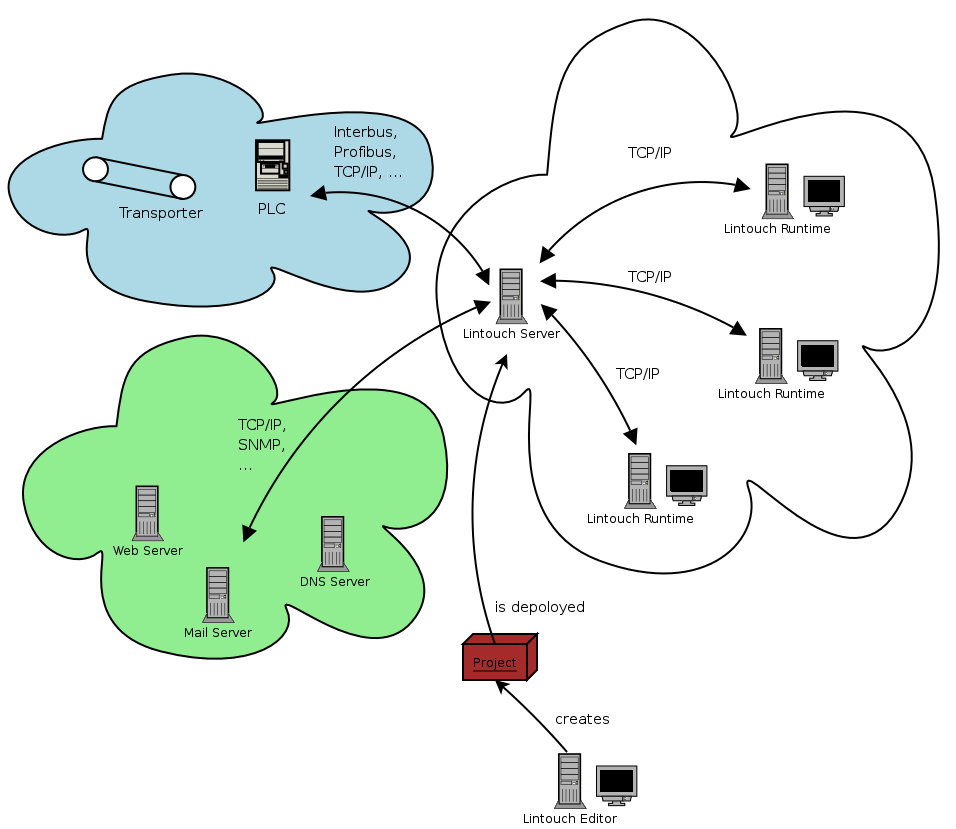 Interbus,
Profibus,
TCP/IP, ...
Transporter
PLC
TCP/IP
Lintouch Runtime
TCP/IP
Lintouch Server
Lintouch Runtime
TCP/IP
Lintouch Runtime
TCP/IP,
SNMP,
...
Web Server
DNS Server
Mail Server
is depoloyed
Project
creates
Lintouch Editor